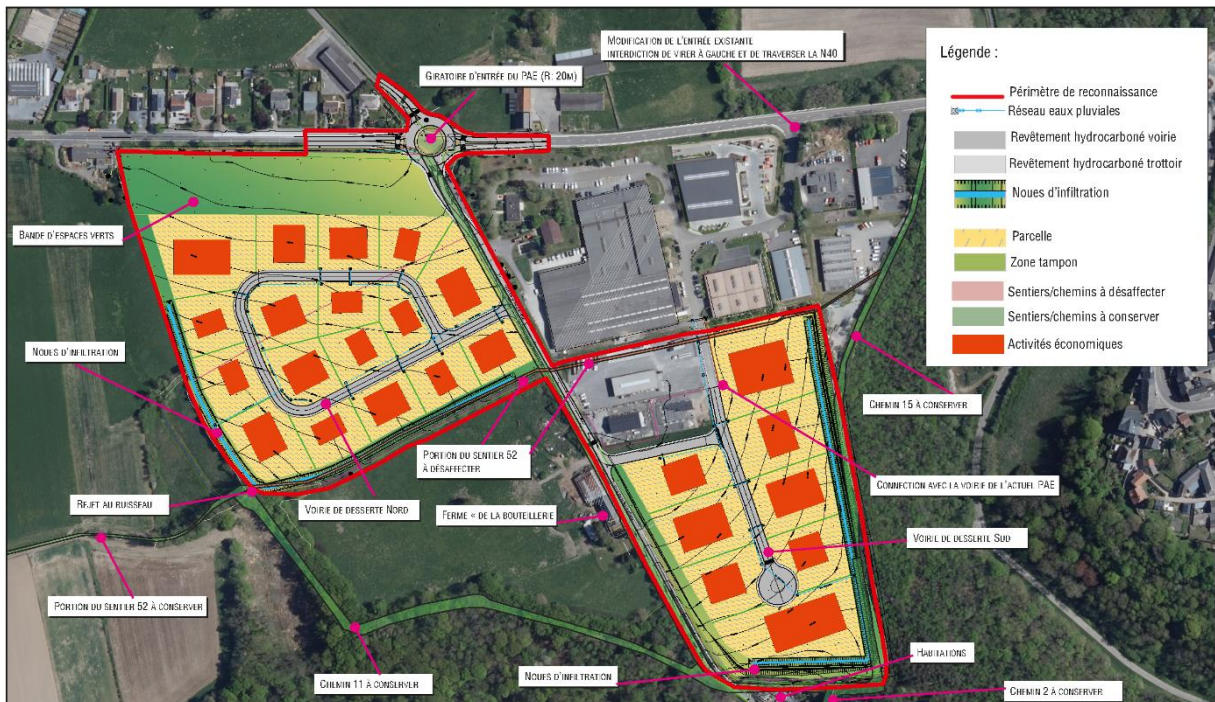 Modification de l'entrée existante
interdiction de virer à gauche et de traverser la N40
Giratoire d'entrée du PAE (R: 20m)
Légende :
Périmètre de reconnaissance
Réseau eaux pluviales
Revêtement hydrocarboné voirie
Revêtement hydrocarboné trottoir
Noues d'infiltration
Parcelle
Zone tampon
Sentiers/chemins à désaffecter
Sentiers/chemins à conserver
Activités économiques
Bande d'espaces verts
Noues d'infiltration
Rejet au ruisseau
Portion du sentier 52 à conserver
Chemin 11 à conserver
Voirie de desserte Nord
Portion du sentier 52
à désaffecter
Ferme « de la bouteillerie
Chemin 15 à conserver
Connection avec la voirie de l'actuel PAE
Voirie de desserte Sud
Noues d'infiltration
Habitations
Chemin 2 à conserver